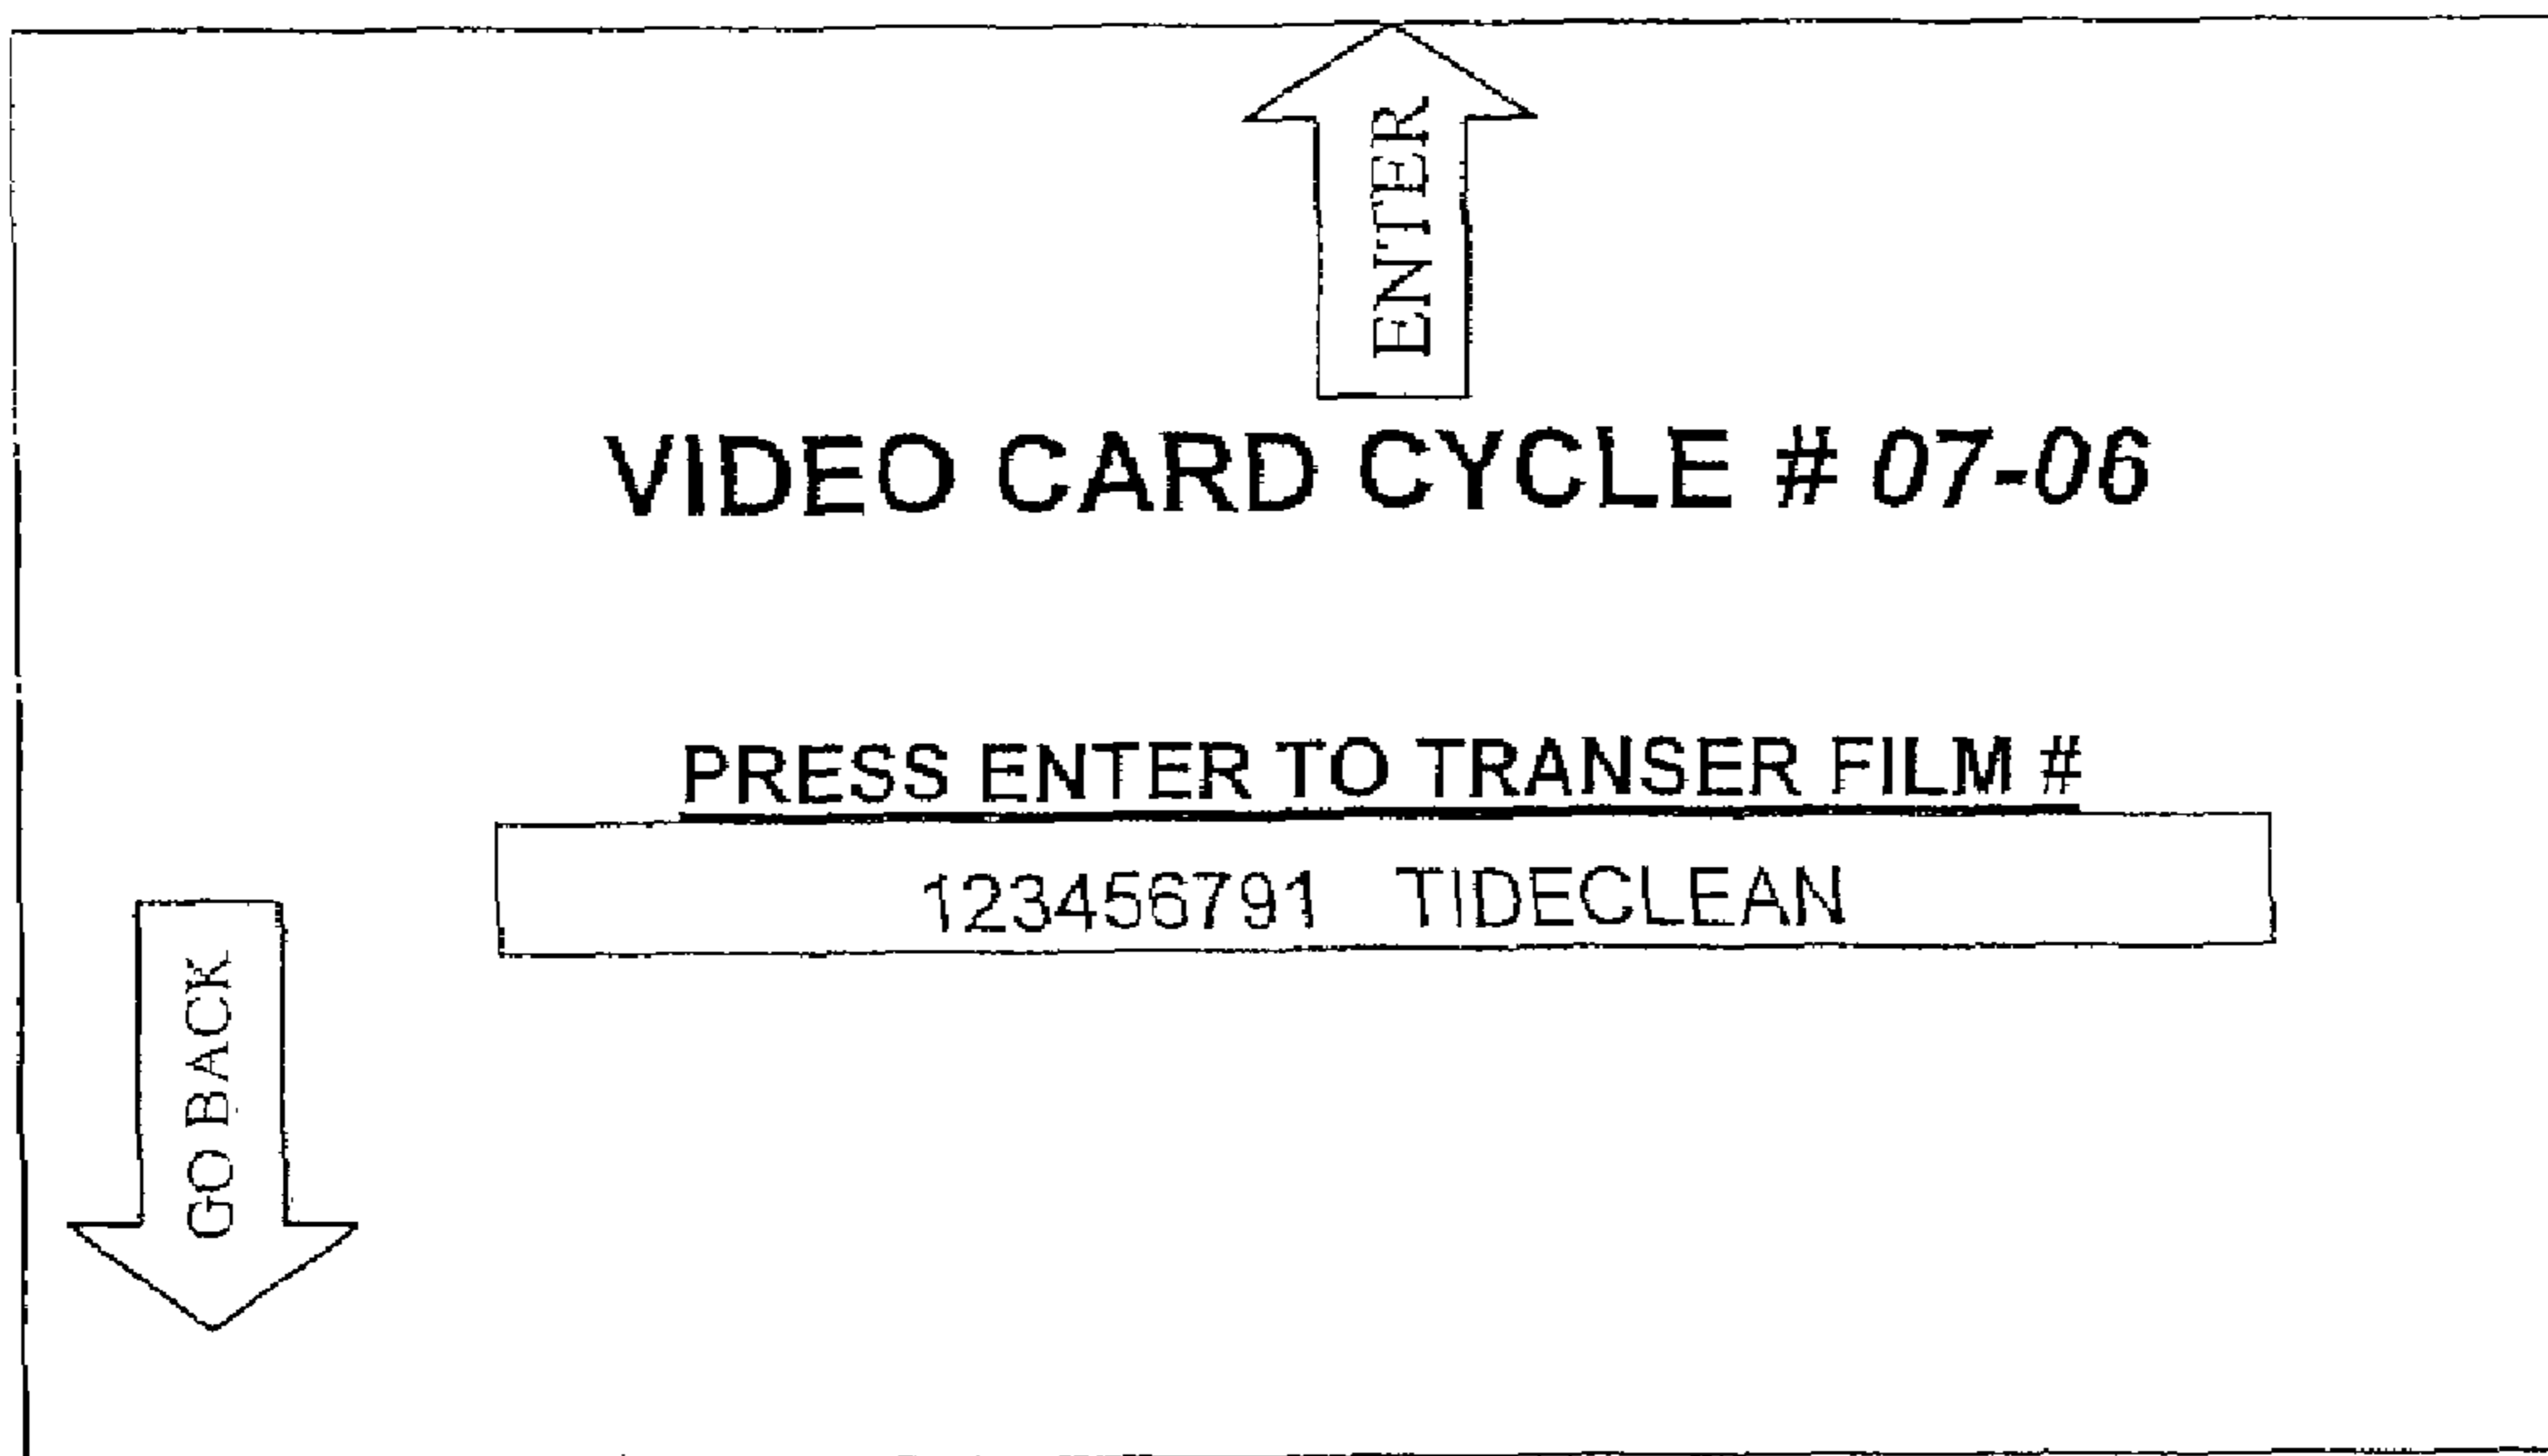 ENTER
VIDEO CARD CYCLE # 07-06
PRESS ENTER TO TRANSER FILM #
123456791 TIDECLEAN
GO BACK